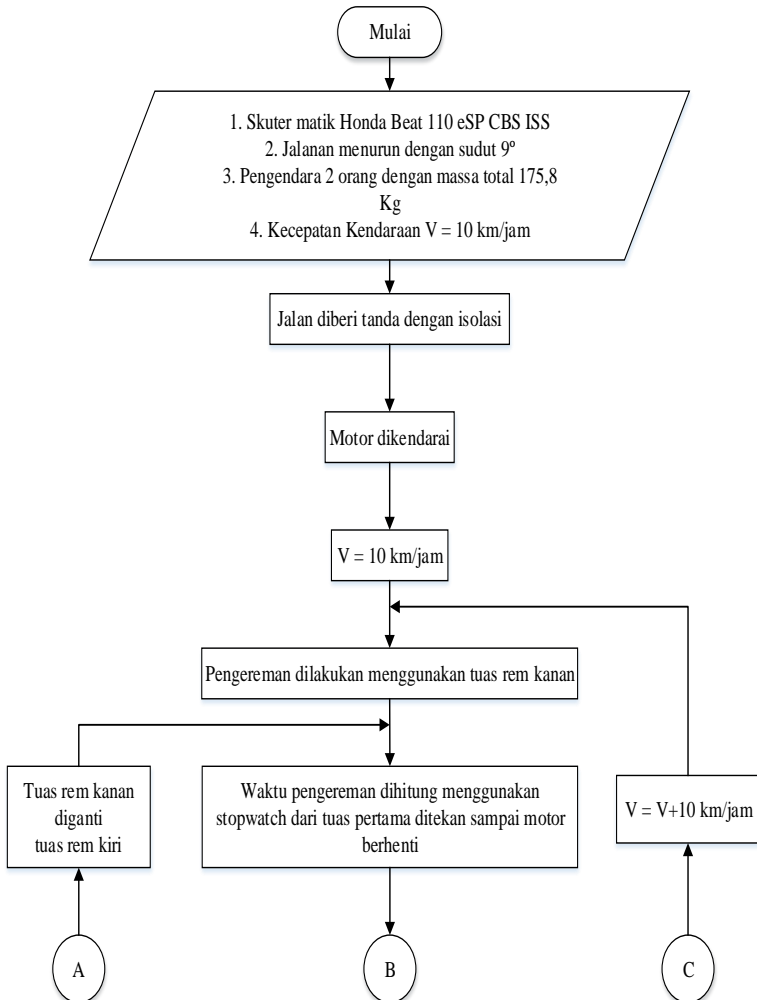 Mulai
1. Skuter matik Honda Beat 110 eSP CBS ISS
2. Jalanan menurun dengan sudut 9º
3. Pengendara 2 orang dengan massa total 175,8
Kg
4. Kecepatan Kendaraan V = 10 km/jam
Jalan diberi tanda dengan isolasi
Motor dikendarai
V = 10 km/jam
Pengereman dilakukan menggunakan tuas rem kanan
Tuas rem kanan
diganti
tuas rem kiri
Waktu pengereman dihitung menggunakan
stopwatch dari tuas pertama ditekan sampai motor
berhenti
V = V+10 km/jam
A
B
C